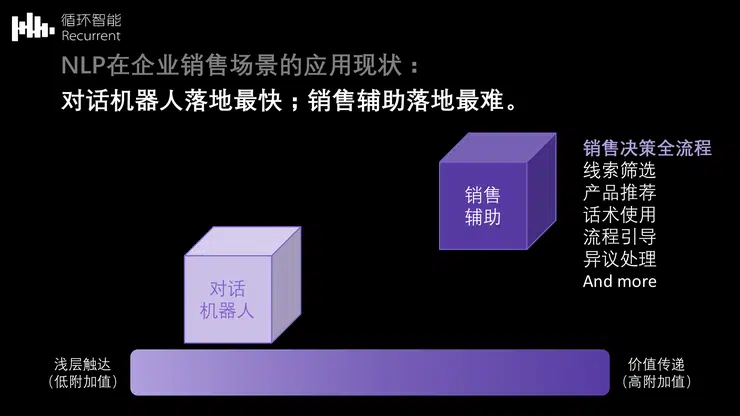 循环智能
Recurrent
NLP在企业销售场景的应用现状：
对话机器人落地最快；销售辅助落地最难。
销售
辅助
销售决策全流程
线索筛选
产品推荐
话术使用
流程引导
异议处理
And more
对话
机器人
浅层触达
（低附加值）
价值传递
（高附加值）